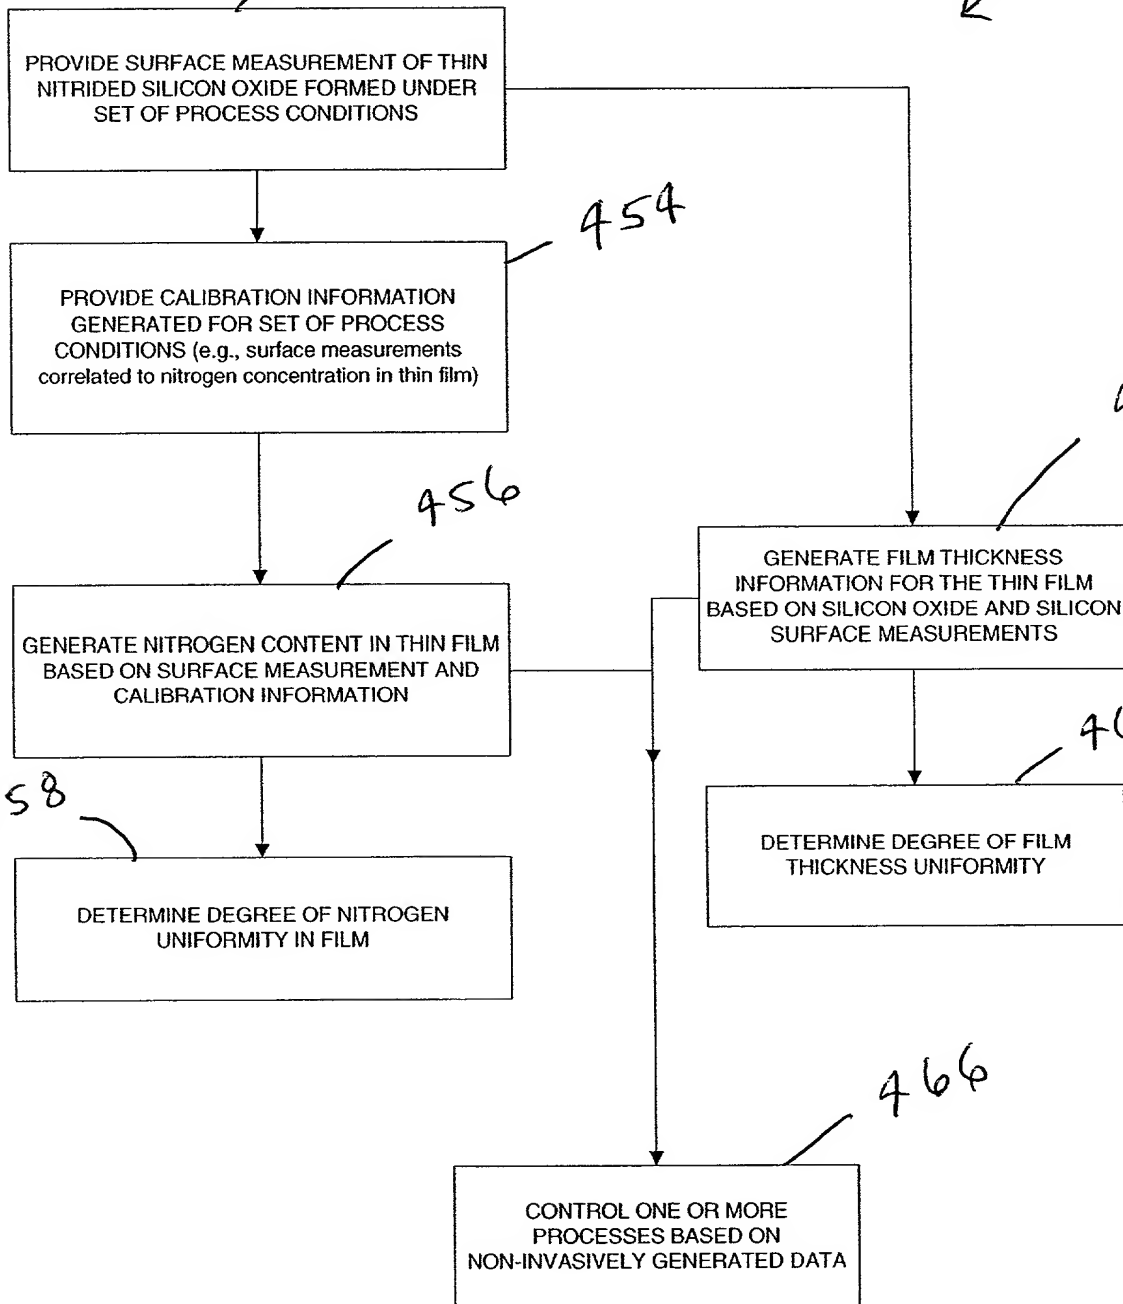 PROVIDE SURFACE MEASUREMENT OF THIN
NITRIDED SILICON OXIDE FORMED UNDER
SET OF PROCESS CONDITIONS
454
PROVIDE CALIBRATION INFORMATION
GENERATED FOR SET OF PROCESS
CONDITIONS (e.g., surface measurements
correlated to nitrogen concentration in thin film)
456
GENERATE NITROGEN CONTENT IN THIN FILM
BASED ON SURFACE MEASUREMENT AND
CALIBRATION INFORMATION
GENERATE FILM THICKNESS
INFORMATION FOR THE THIN FILM
BASED ON SILICON OXIDE AND SILICON
SURFACE MEASUREMENTS
58
DETERMINE DEGREE OF NITROGEN
UNIFORMITY IN FILM
DETERMINE DEGREE OF FILM
THICKNESS UNIFORMITY
466
CONTROL ONE OR MORE
PROCESSES BASED ON
NON-INVASIVELY GENERATED DATA